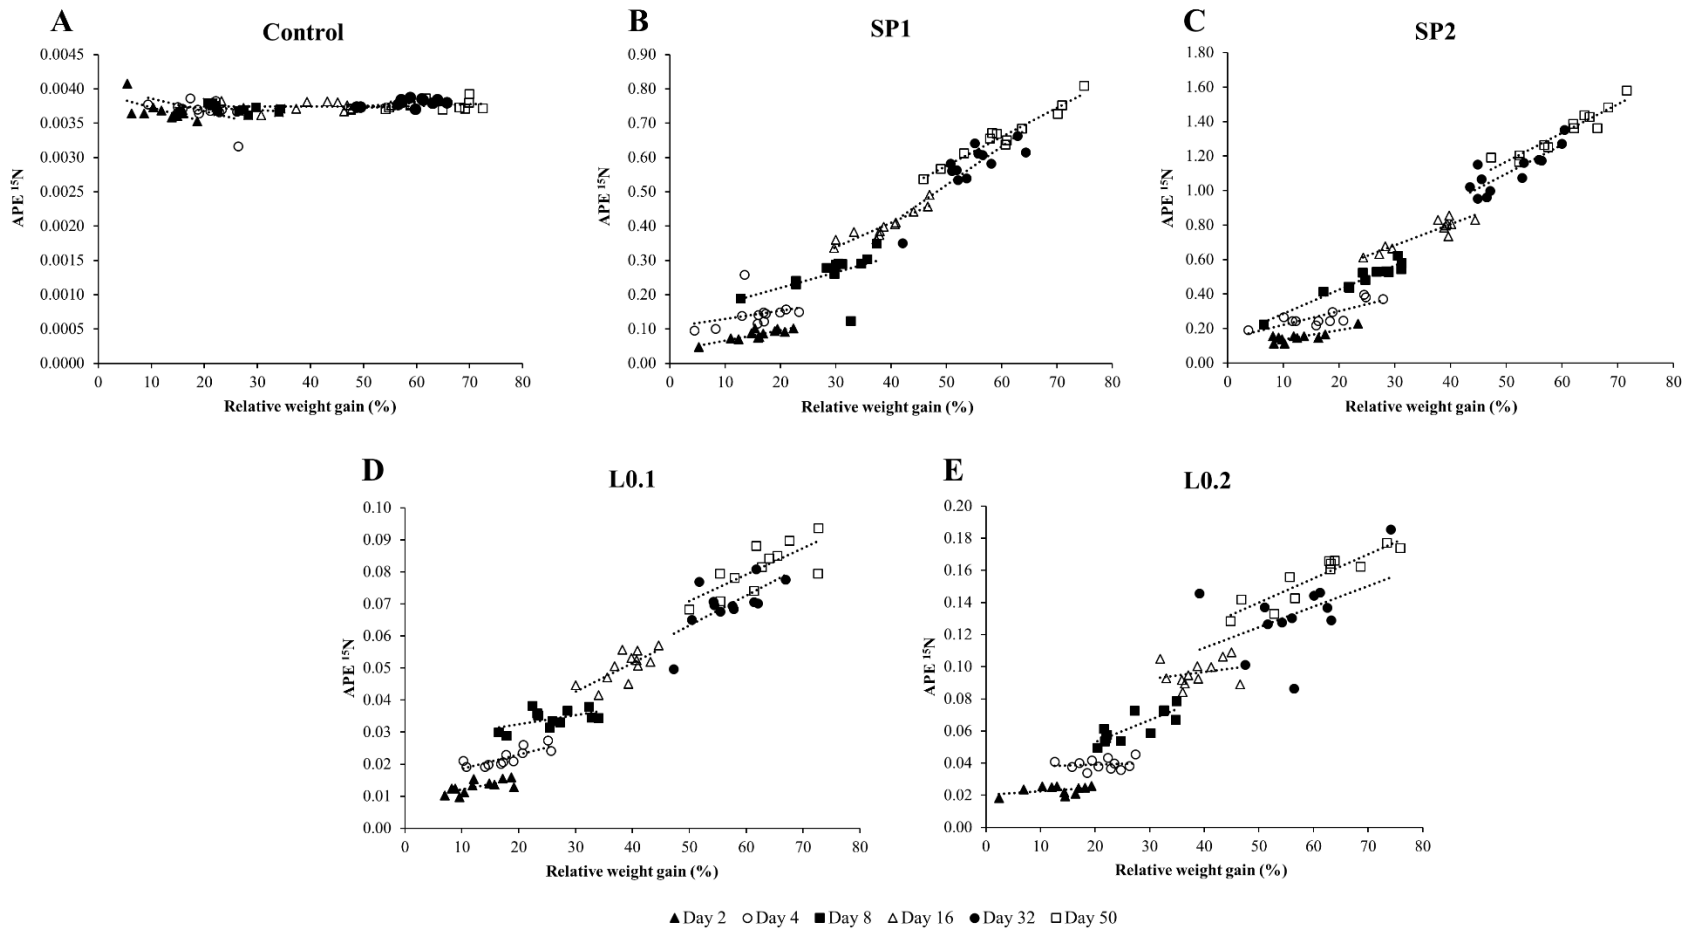 A
Control
0.0045
0.0040
0.0035
0.0030
0.0025
0.0020
0.0015
0.0010
0.0005
0.0000
APE ¹⁵N
0 10 20 30 40 50 60 70 80
Relative weight gain (%)
B
SP1
0.90
0.80
0.70
0.60
0.50
0.40
0.30
0.20
0.10
0.00
APE ¹⁵N
0 10 20 30 40 50 60 70 80
Relative weight gain (%)
C
SP2
1.80
1.60
1.40
1.20
1.00
0.80
0.60
0.40
0.20
0.00
APE ¹⁵N
0 10 20 30 40 50 60 70 80
Relative weight gain (%)
D
L0.1
0.10
0.09
0.08
0.07
0.06
0.05
0.04
0.03
0.02
0.01
0.00
APE ¹⁵N
0 10 20 30 40 50 60 70 80
Relative weight gain (%)
E
L0.2
0.20
0.18
0.16
0.14
0.12
0.10
0.08
0.06
0.04
0.02
0.00
APE ¹⁵N
0 10 20 30 40 50 60 70 80
Relative weight gain (%)
Day 2 Day 4 Day 8 Day 16 Day 32 Day 50